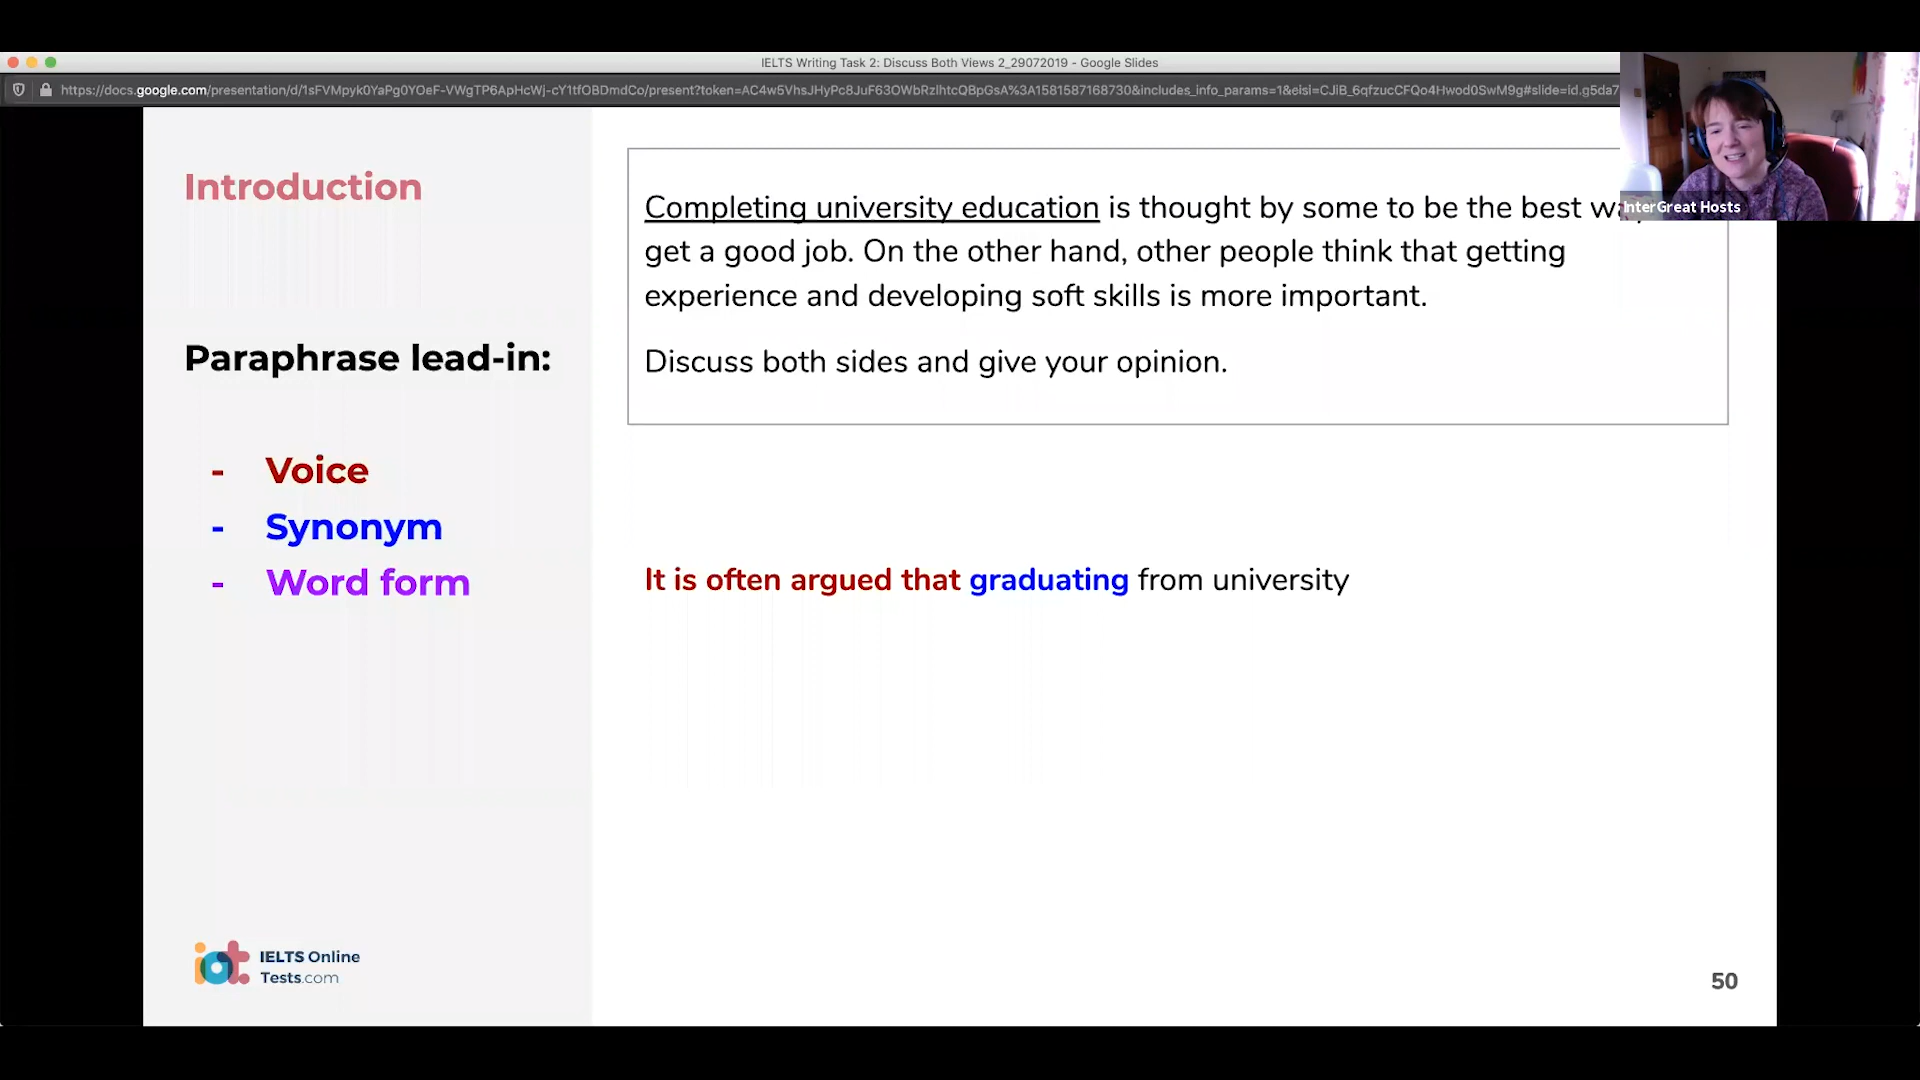 IELTS Writing Task 2: Discuss Both Views 2_29072019 - Google Slides
https://docs.google.com/presentation/d/1sFVMpyk0YaPg0YOeF-VWgTP6ApHcWj-cY1tfOBDmdCo/present?token=AC4w5VhsJHyPc8JuF63OWbRzlhtcQBpGsA%3A1581587168730&includes_info_params=1&eisi=CJiB_6qfzucCFQo4Hwod0SwM9g#slide=id.g5da7
InterGreat Hosts
Introduction
Completing university education is thought by some to be the best
get a good job. On the other hand, other people think that getting
experience and developing soft skills is more important.
Discuss both sides and give your opinion.
Paraphrase lead-in:
- Voice
- Synonym
- Word form
It is often argued that graduating from university
iot IELTS Online
Tests.com
50